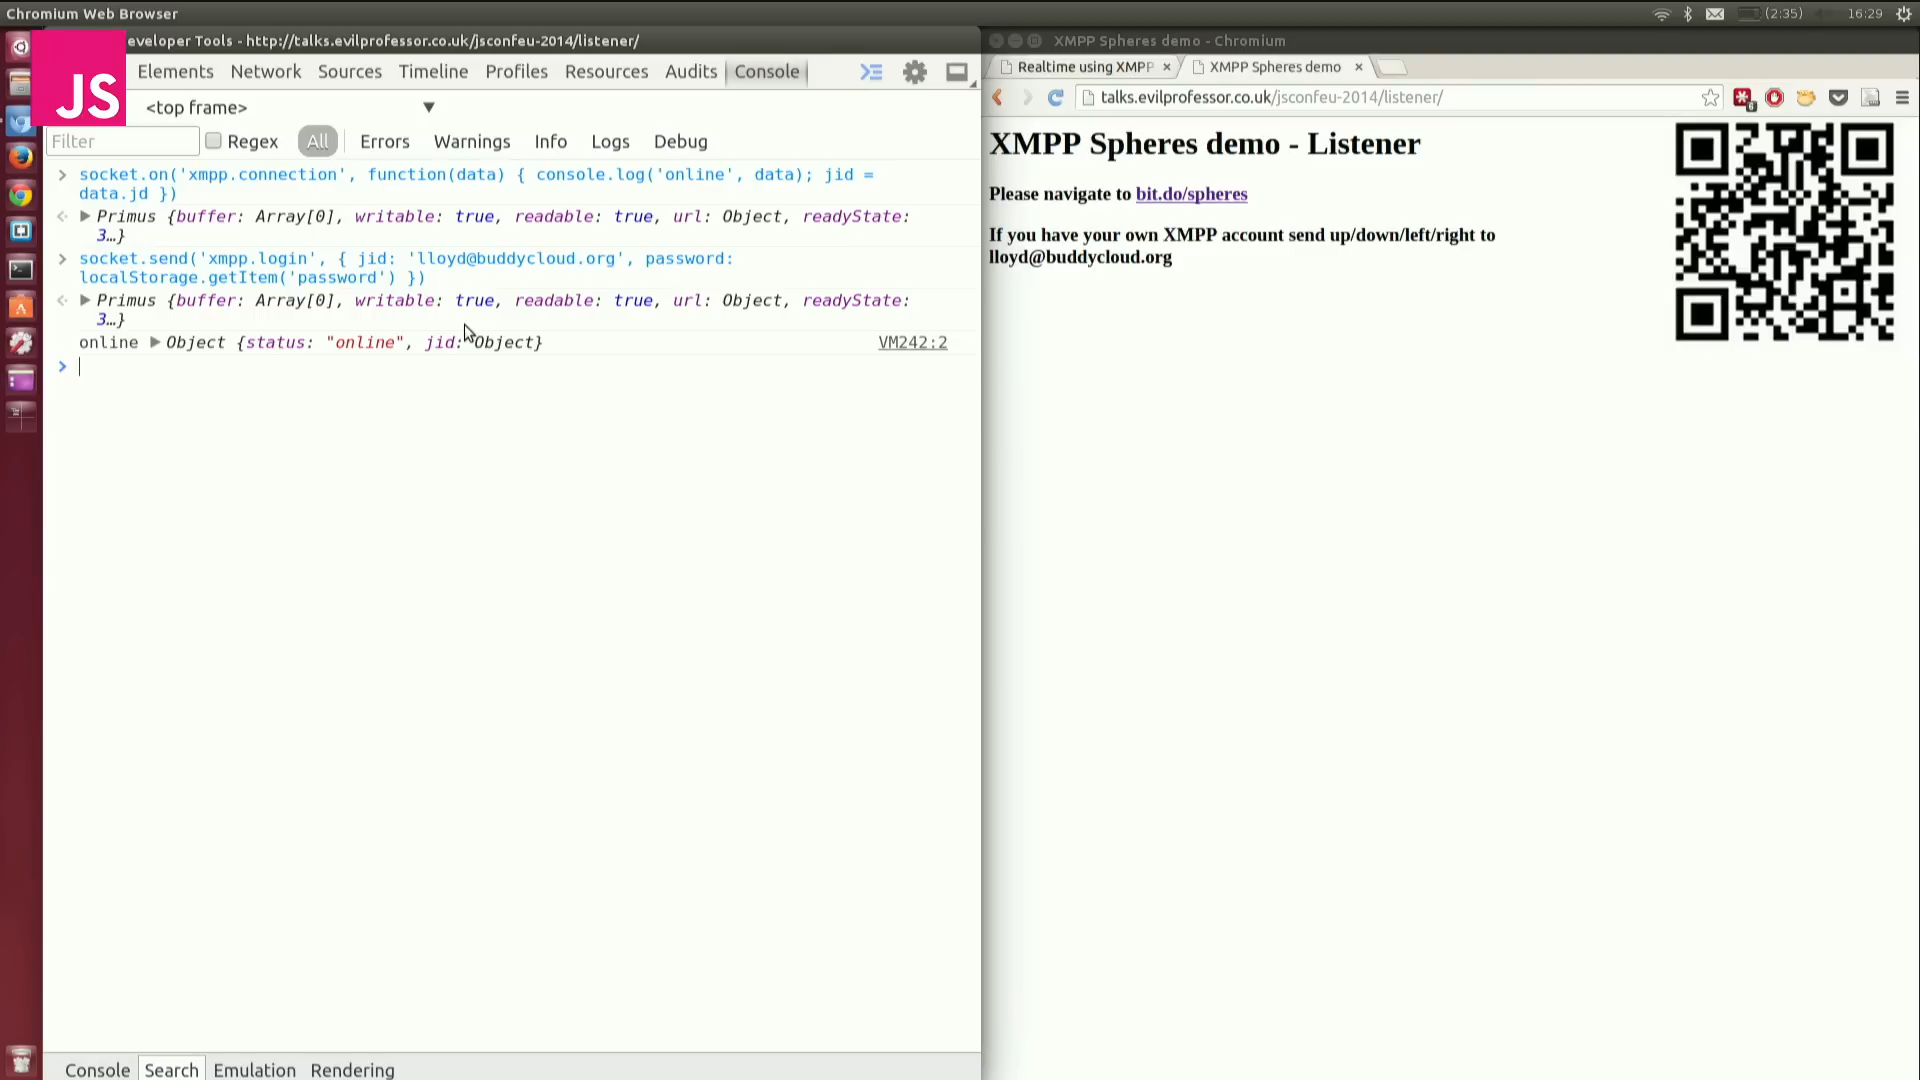 Chromium Web Browser
(2:35)
16:29
JS
eveloper Tools - http://talks.evilprofessor.co.uk/jsconfeu-2014/listener/
Elements Network Sources Timeline Profiles Resources Audits Console
<top frame>
Filter Regex All Errors Warnings Info Logs Debug
socket.on('xmpp.connection', function(data) { console.log('online', data); jid =
data.jd })
Primus {buffer: Array[0], writable: true, readable: true, url: Object, readyState:
3…}
socket.send('xmpp.login', { jid: 'lloyd@buddycloud.org', password:
localStorage.getItem('password') })
Primus {buffer: Array[0], writable: true, readable: true, url: Object, readyState:
3…}
online Object {status: "online", jid: Object}
VM242:2
Console Search Emulation Rendering
XMPP Spheres demo - Chromium
Realtime using XMPP
XMPP Spheres demo
talks.evilprofessor.co.uk/jsconfeu-2014/listener/
XMPP Spheres demo - Listener
Please navigate to bit.do/spheres
If you have your own XMPP account send up/down/left/right to
lloyd@buddycloud.org